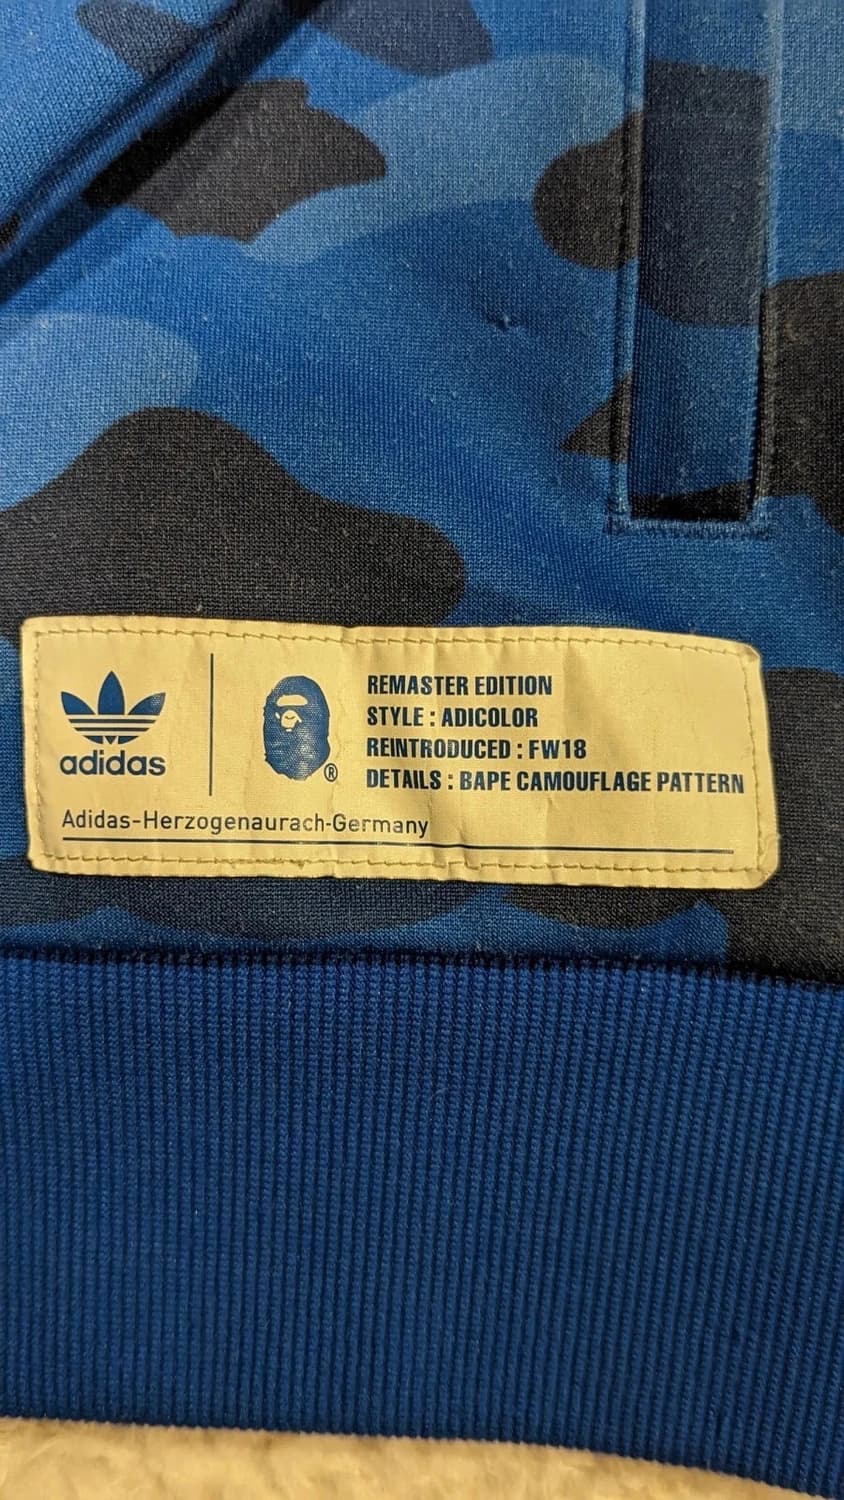 adidas
®
REMASTER EDITION
STYLE : ADICOLOR
REINTRODUCED : FW18
DETAILS : BAPE CAMOUFLAGE PATTERN
Adidas-Herzogenaurach-Germany